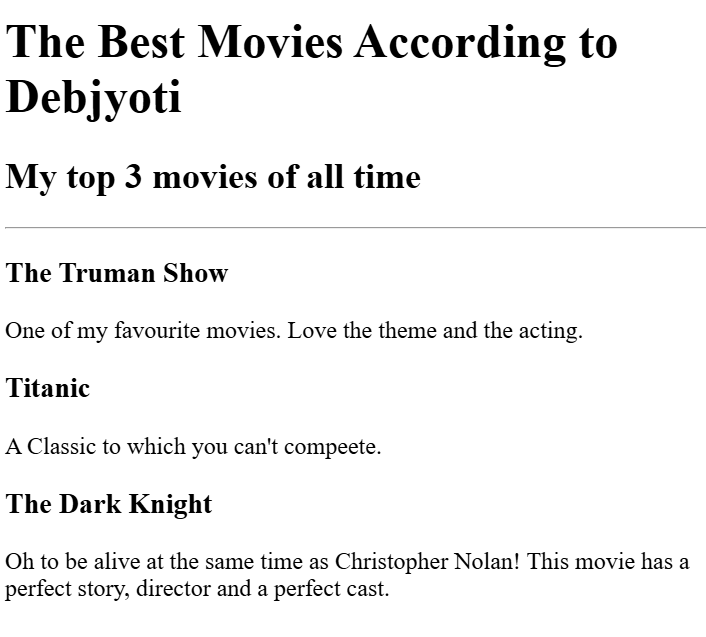 The Best Movies According to
Debjyoti
My top 3 movies of all time
The Truman Show
One of my favourite movies. Love the theme and the acting.
Titanic
A Classic to which you can't compeete.
The Dark Knight
Oh to be alive at the same time as Christopher Nolan! This movie has a
perfect story, director and a perfect cast.